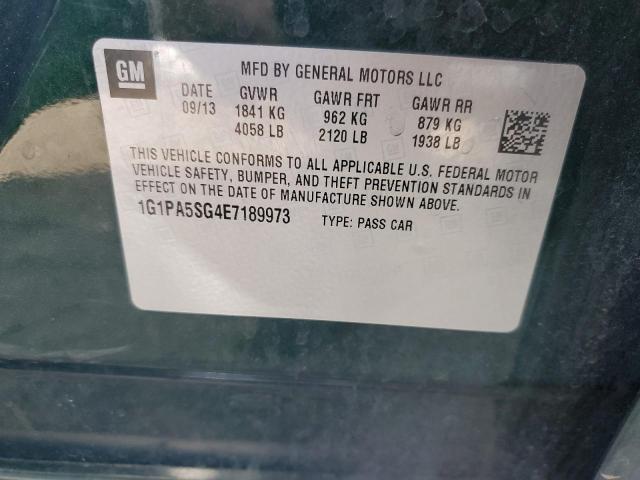 GM MFD BY GENERAL MOTORS LLC
DATE GVWR GAWR FRT GAWR RR
09/13 1841 KG 962 KG 879 KG
4058 LB 2120 LB 1938 LB
THIS VEHICLE CONFORMS TO ALL APPLICABLE U.S. FEDERAL MOTOR
VEHICLE SAFETY, BUMPER, AND THEFT PREVENTION STANDARDS IN
EFFECT ON THE DATE OF MANUFACTURE SHOWN ABOVE.
1G1PA5SG4E7189973 TYPE: PASS CAR